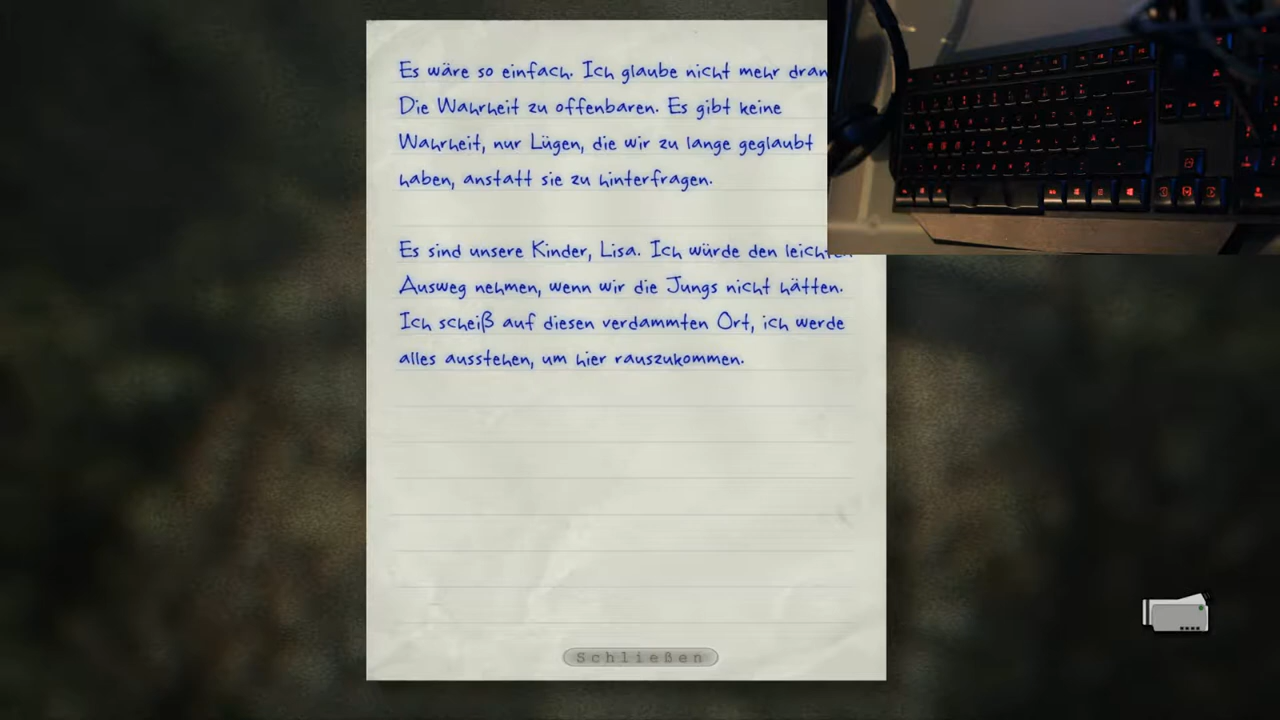 Es wäre so einfach. Ich glaube nicht mehr dran
Die Wahrheit zu offenbaren. Es gibt keine
Wahrheit, nur Lügen, die wir zu lange geglaubt
haben, anstatt sie zu hinterfragen.
Es sind unsere Kinder, Lisa. Ich würde den leichten
Ausweg nehmen, wenn wir die Jungs nicht hätten.
Ich scheiß auf diesen verdammten Ort, ich werde
alles ausstehen, um hier rauszukommen.
Schließen